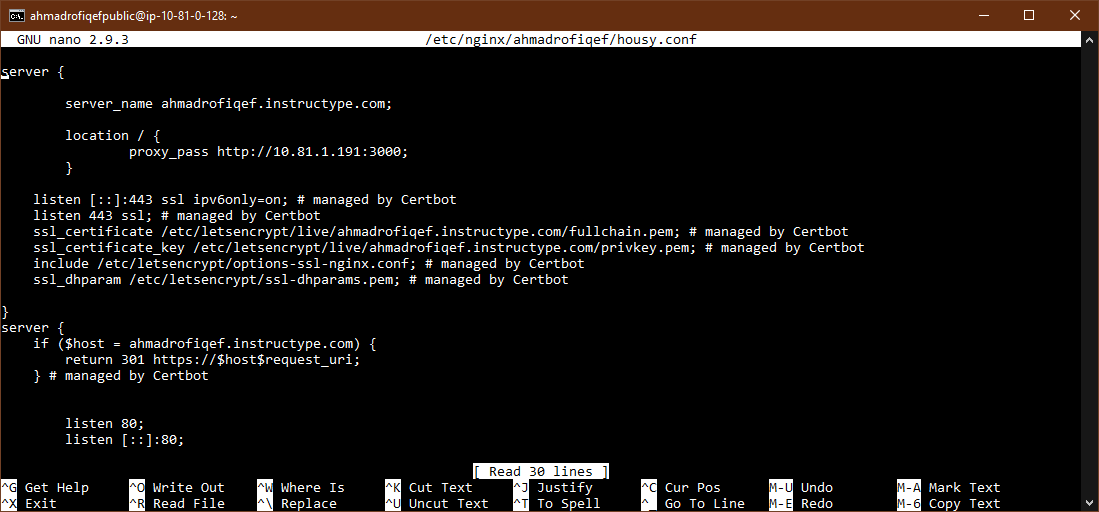 ahmadrofiqefpublic@ip-10-81-0-128: ~
GNU nano 2.9.3 /etc/nginx/ahmadrofiqef/housy.conf
server {
server_name ahmadrofiqef.instructype.com;
location / {
proxy_pass http://10.81.1.191:3000;
}
listen [::]:443 ssl ipv6only=on; # managed by Certbot
listen 443 ssl; # managed by Certbot
ssl_certificate /etc/letsencrypt/live/ahmadrofiqef.instructype.com/fullchain.pem; # managed by Certbot
ssl_certificate_key /etc/letsencrypt/live/ahmadrofiqef.instructype.com/privkey.pem; # managed by Certbot
include /etc/letsencrypt/options-ssl-nginx.conf; # managed by Certbot
ssl_dhparam /etc/letsencrypt/ssl-dhparams.pem; # managed by Certbot
}
server {
if ($host = ahmadrofiqef.instructype.com) {
return 301 https://$host$request_uri;
} # managed by Certbot
listen 80;
listen [::]:80;
[ Read 30 lines ]
^G Get Help ^O Write Out ^W Where Is ^K Cut Text ^J Justify ^C Cur Pos M-U Undo M-A Mark Text
^X Exit ^R Read File ^\ Replace ^U Uncut Text ^T To Spell ^_ Go To Line M-E Redo M-6 Copy Text